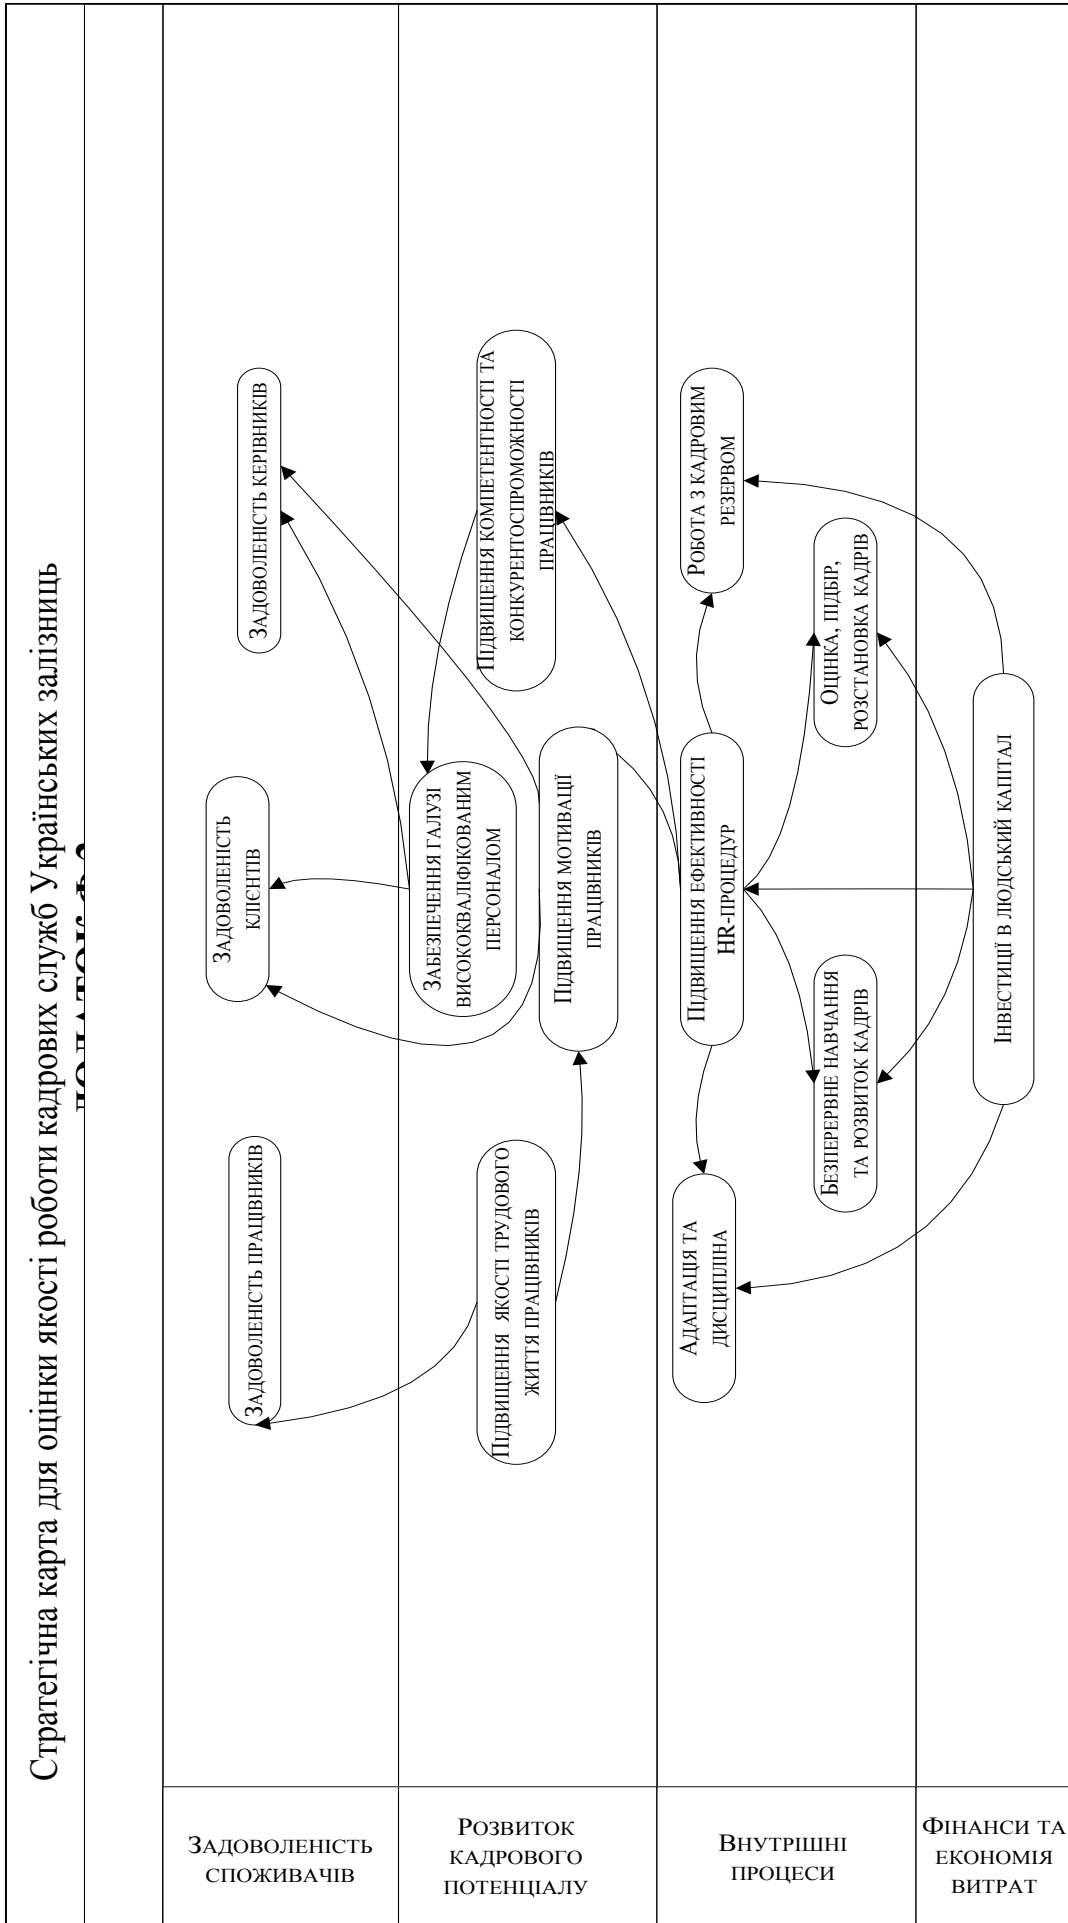 Стратегічна карта для оцінки якості роботи кадрових служб Українських залізниць
ЗАДОВОЛЕНІСТЬ
СПОЖИВАЧІВ
ЗАДОВОЛЕНІСТЬ ПРАЦІВНИКІВ
ЗАДОВОЛЕНІСТЬ
КЛІЄНТІВ
ЗАДОВОЛЕНІСТЬ КЕРІВНИКІВ
РОЗВИТОК
КАДРОВОГО
ПОТЕНЦІАЛУ
ПІДВИЩЕННЯ ЯКОСТІ ТРУДОВОГО
ЖИТТЯ ПРАЦІВНИКІВ
ЗАБЕЗПЕЧЕННЯ ГАЛУЗІ
ВИСОКОКВАЛІФІКОВАНИМ
ПЕРСОНАЛОМ
ПІДВИЩЕННЯ МОТИВАЦІЇ
ПРАЦІВНИКІВ
ПІДВИЩЕННЯ КОМПЕТЕНТНОСТІ ТА
КОНКУРЕНТОСПРОМОЖНОСТІ
ПРАЦІВНИКІВ
ВНУТРІШНІ
ПРОЦЕСИ
АДАПТАЦІЯ ТА
ДИСЦИПЛІНА
ПІДВИЩЕННЯ ЕФЕКТИВНОСТІ
HR-ПРОЦЕДУР
РОБОТА З КАДРОВИМ
РЕЗЕРВОМ
БЕЗПЕРЕРВНЕ НАВЧАННЯ
ТА РОЗВИТОК КАДРІВ
ОЦІНКА, ПІДБІР,
РОЗСТАНОВКА КАДРІВ
ФІНАНСИ ТА
ЕКОНОМІЯ
ВИТРАТ
ІНВЕСТИЦІЇ В ЛЮДСЬКИЙ КАПІТАЛ